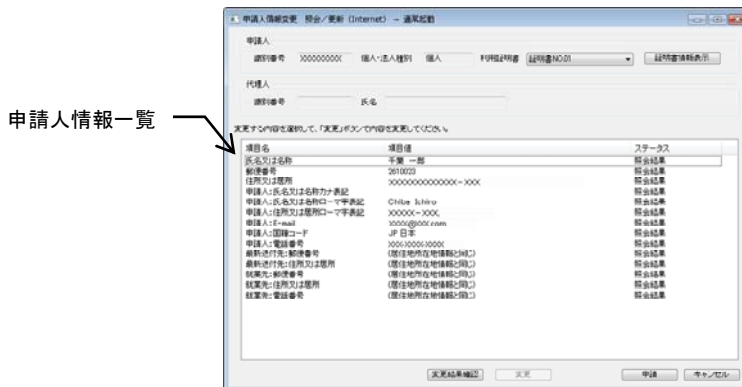 申請人情報変更 照会/更新 (Internet) - 通常起動
申請人
識別番号 XXXXXXXXX 個人・法人種別 個人 利用証明書 証明書NO.01 証明書情報表示
代理人
識別番号 氏名
申請人情報一覧
変更する内容を選択して、「変更」ボタンで内容を変更してください。
項目名 項目値 ステータス
氏名又は名称 千葉 一郎 照会結果
郵便番号 2610023 照会結果
住所又は居所 XXXXXXXXXXXXXX-XXX 照会結果
申請人:氏名又は名称カナ表記 照会結果
申請人:氏名又は名称ローマ字表記 Chiba Ichiro 照会結果
申請人:住所又は居所ローマ字表記 XXXXX-XXX, 照会結果
申請人:E-mail XXXX@XXX.com 照会結果
申請人:国籍コード JP 日本 照会結果
申請人:電話番号 XXX-XXXX-XXXX 照会結果
最新送付先:郵便番号 (居住地所在地情報と同じ) 照会結果
最新送付先:住所又は居所 (居住地所在地情報と同じ) 照会結果
就業先:郵便番号 (居住地所在地情報と同じ) 照会結果
就業先:住所又は居所 (居住地所在地情報と同じ) 照会結果
就業先:電話番号 (居住地所在地情報と同じ) 照会結果
変更結果確認 変更 申請 キャンセル